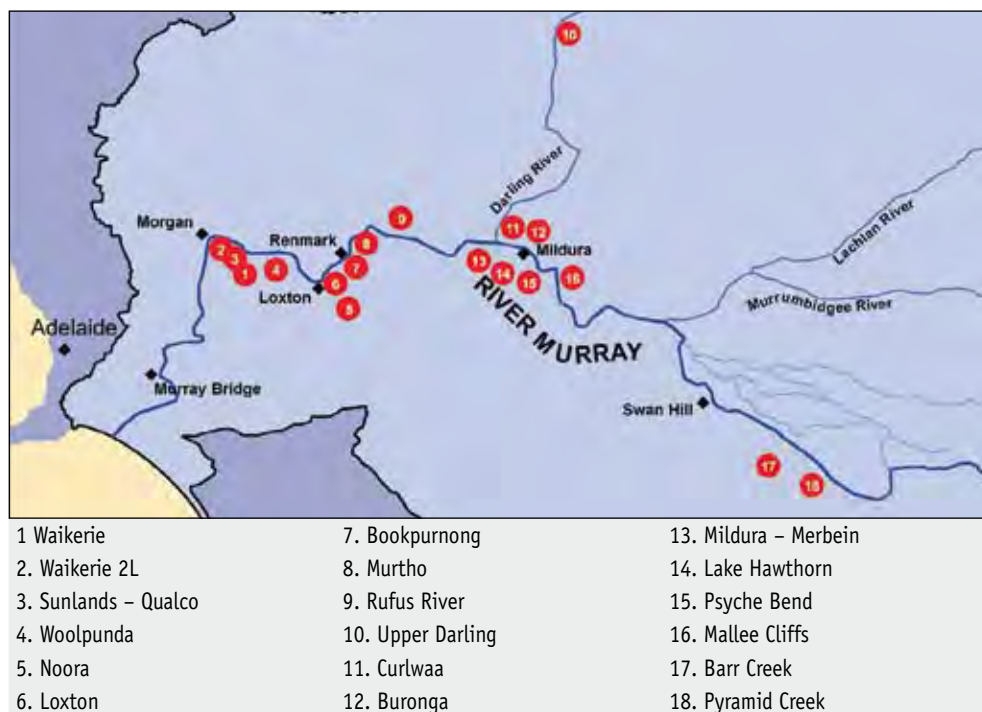 10
Darling River
9
11
12
Morgan
Renmark
8
Mildura
2
3
1
4
7
13
14
15
16
Lachian River
6
Loxton
5
RIVER MURRAY
Murrumbidgee River
Adelaide
Murray Bridge
Swan Hill
17
18
1 Waikerie
2. Waikerie 2L
3. Sunlands – Qualco
4. Woolpunda
5. Noora
6. Loxton
7. Bookpurnong
8. Murtho
9. Rufus River
10. Upper Darling
11. Curlwaa
12. Buronga
13. Mildura – Merbein
14. Lake Hawthorn
15. Psyche Bend
16. Mallee Cliffs
17. Barr Creek
18. Pyramid Creek